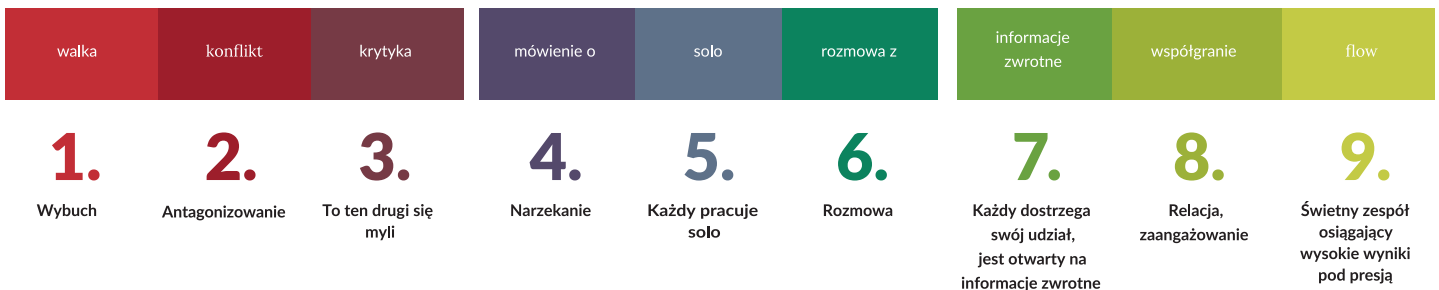 walka
konflikt
krytyka
mówienie o
solo
rozmowa z
informacje
zwrotne
współgranie
flow
1.
2.
3.
4.
5.
6.
7.
8.
9.
Wybuch
Antagonizowanie
To ten drugi się
myli
Narzekanie
Każdy pracuje
solo
Rozmowa
Każdy dostrzega
swój udział,
jest otwarty na
informacje zwrotne
Relacja,
zaangażowanie
Świetny zespół
osiągający
wysokie wyniki
pod presją